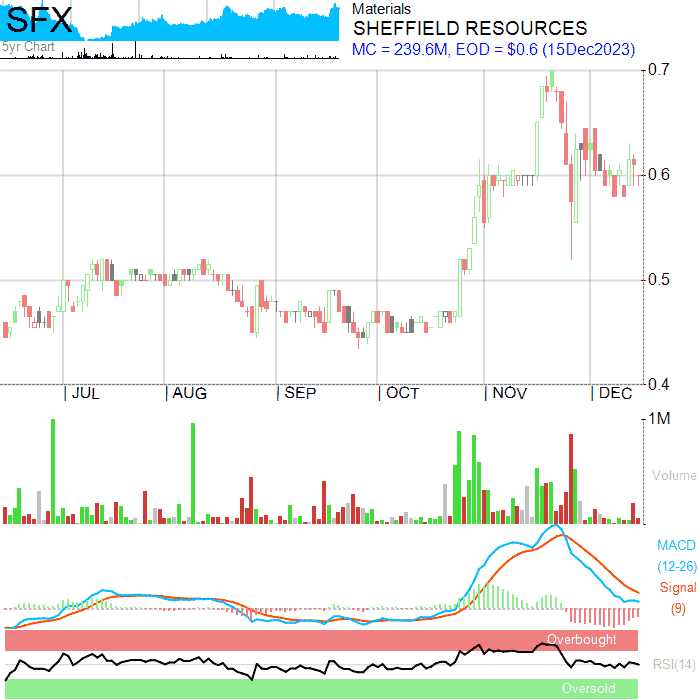 SFX
5yr Chart
Materials
SHEFFIELD RESOURCES
MC = 239.6M, EOD = $0.6 (15Dec2023)
0.7
0.6
0.5
0.4
JUL AUG SEP OCT NOV DEC
1M
Volume
MACD
(12-26)
Signal
(9)
Overbought
RSI(14)
Oversold